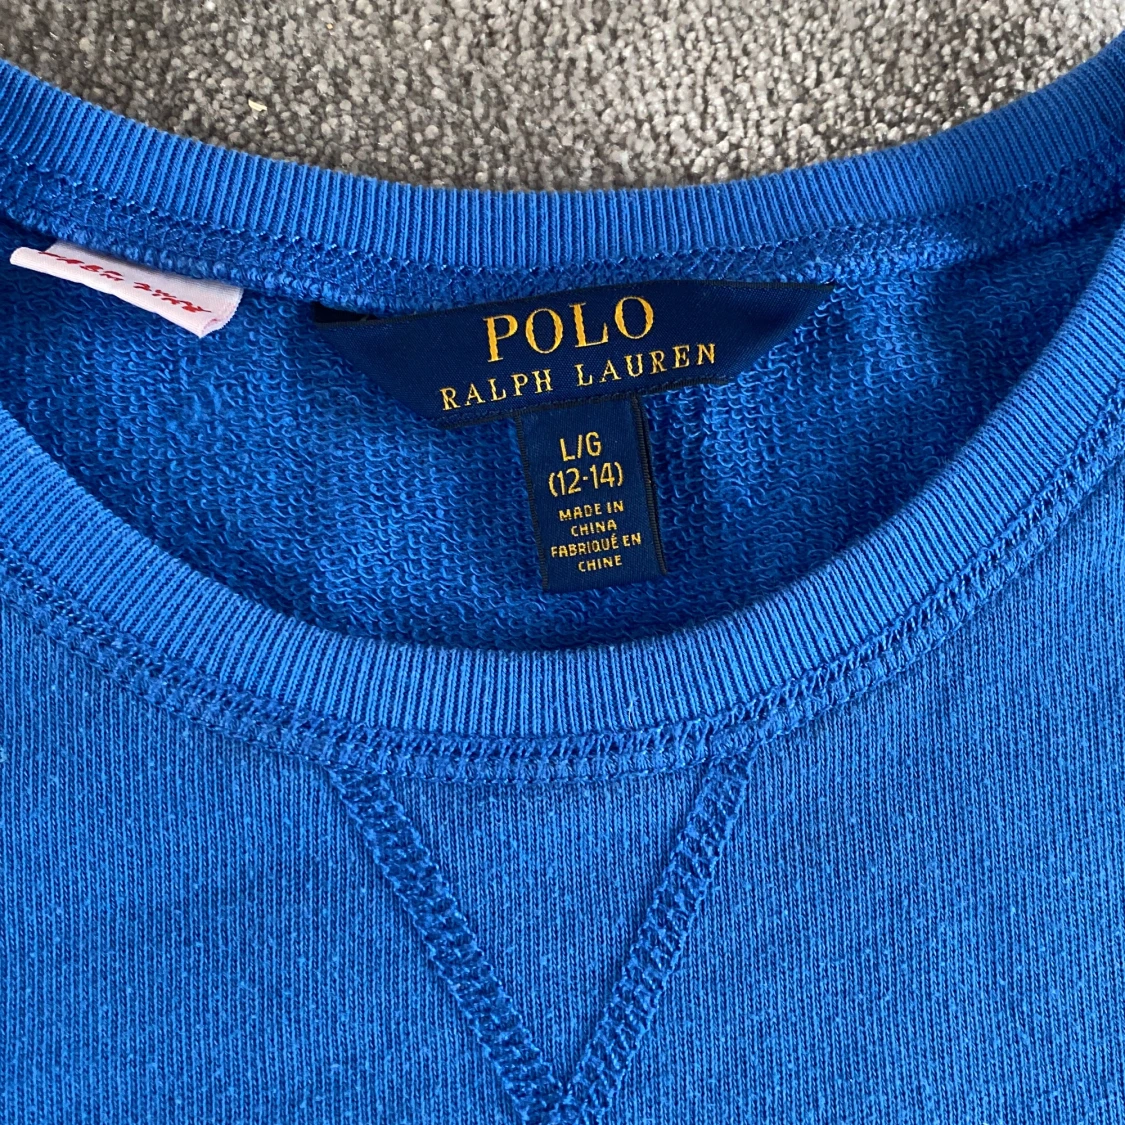 POLO
RALPH LAUREN
L/G
(12-14)
MADE IN
CHINA
FABRIQUÉ EN
CHINE